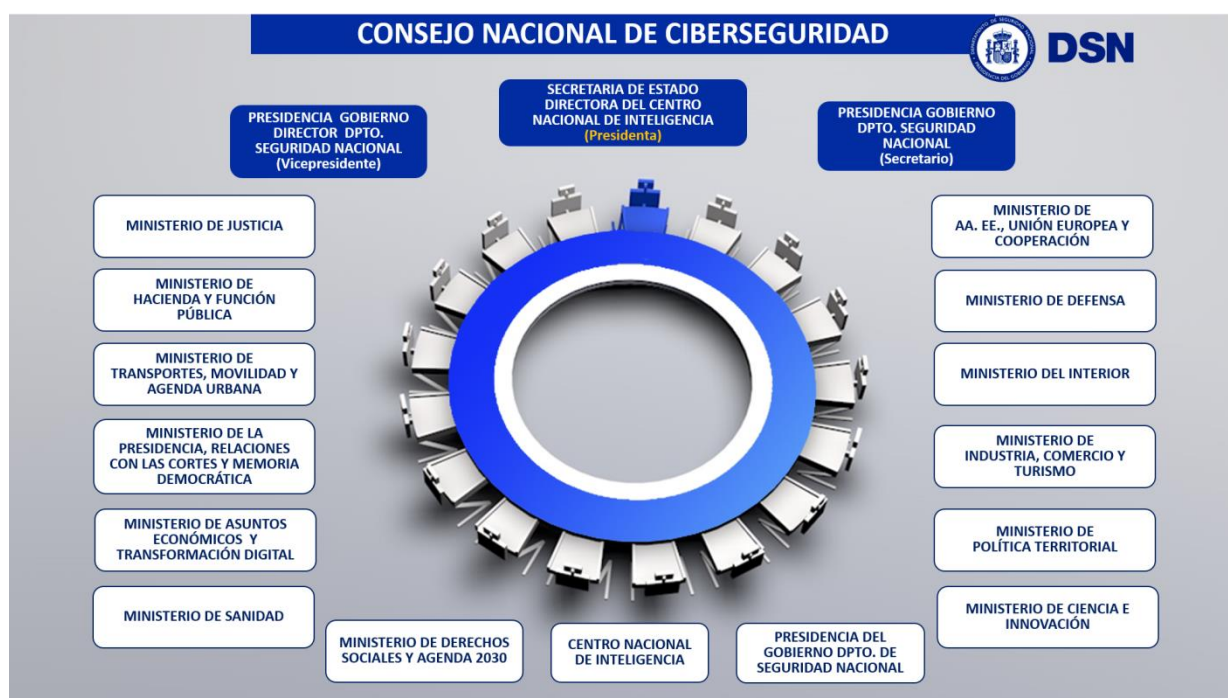 CONSEJO NACIONAL DE CIBERSEGURIDAD
DSN
PRESIDENCIA GOBIERNO
DIRECTOR DPTO.
SEGURIDAD NACIONAL
(Vicepresidente)
SECRETARIA DE ESTADO
DIRECTORA DEL CENTRO
NACIONAL DE INTELIGENCIA
(Presidenta)
PRESIDENCIA GOBIERNO
DPTO. SEGURIDAD
NACIONAL
(Secretario)
MINISTERIO DE JUSTICIA
MINISTERIO DE
HACIENDA Y FUNCIÓN
PÚBLICA
MINISTERIO DE
TRANSPORTES, MOVILIDAD Y
AGENDA URBANA
MINISTERIO DE LA
PRESIDENCIA, RELACIONES
CON LAS CORTES Y MEMORIA
DEMOCRÁTICA
MINISTERIO DE ASUNTOS
ECONÓMICOS Y
TRANSFORMACIÓN DIGITAL
MINISTERIO DE SANIDAD
MINISTERIO DE DERECHOS
SOCIALES Y AGENDA 2030
CENTRO NACIONAL
DE INTELIGENCIA
PRESIDENCIA DEL
GOBIERNO DPTO. DE
SEGURIDAD NACIONAL
MINISTERIO DE
AA. EE., UNIÓN EUROPEA Y
COOPERACIÓN
MINISTERIO DE DEFENSA
MINISTERIO DEL INTERIOR
MINISTERIO DE
INDUSTRIA, COMERCIO Y
TURISMO
MINISTERIO DE
POLÍTICA TERRITORIAL
MINISTERIO DE CIENCIA E
INNOVACIÓN